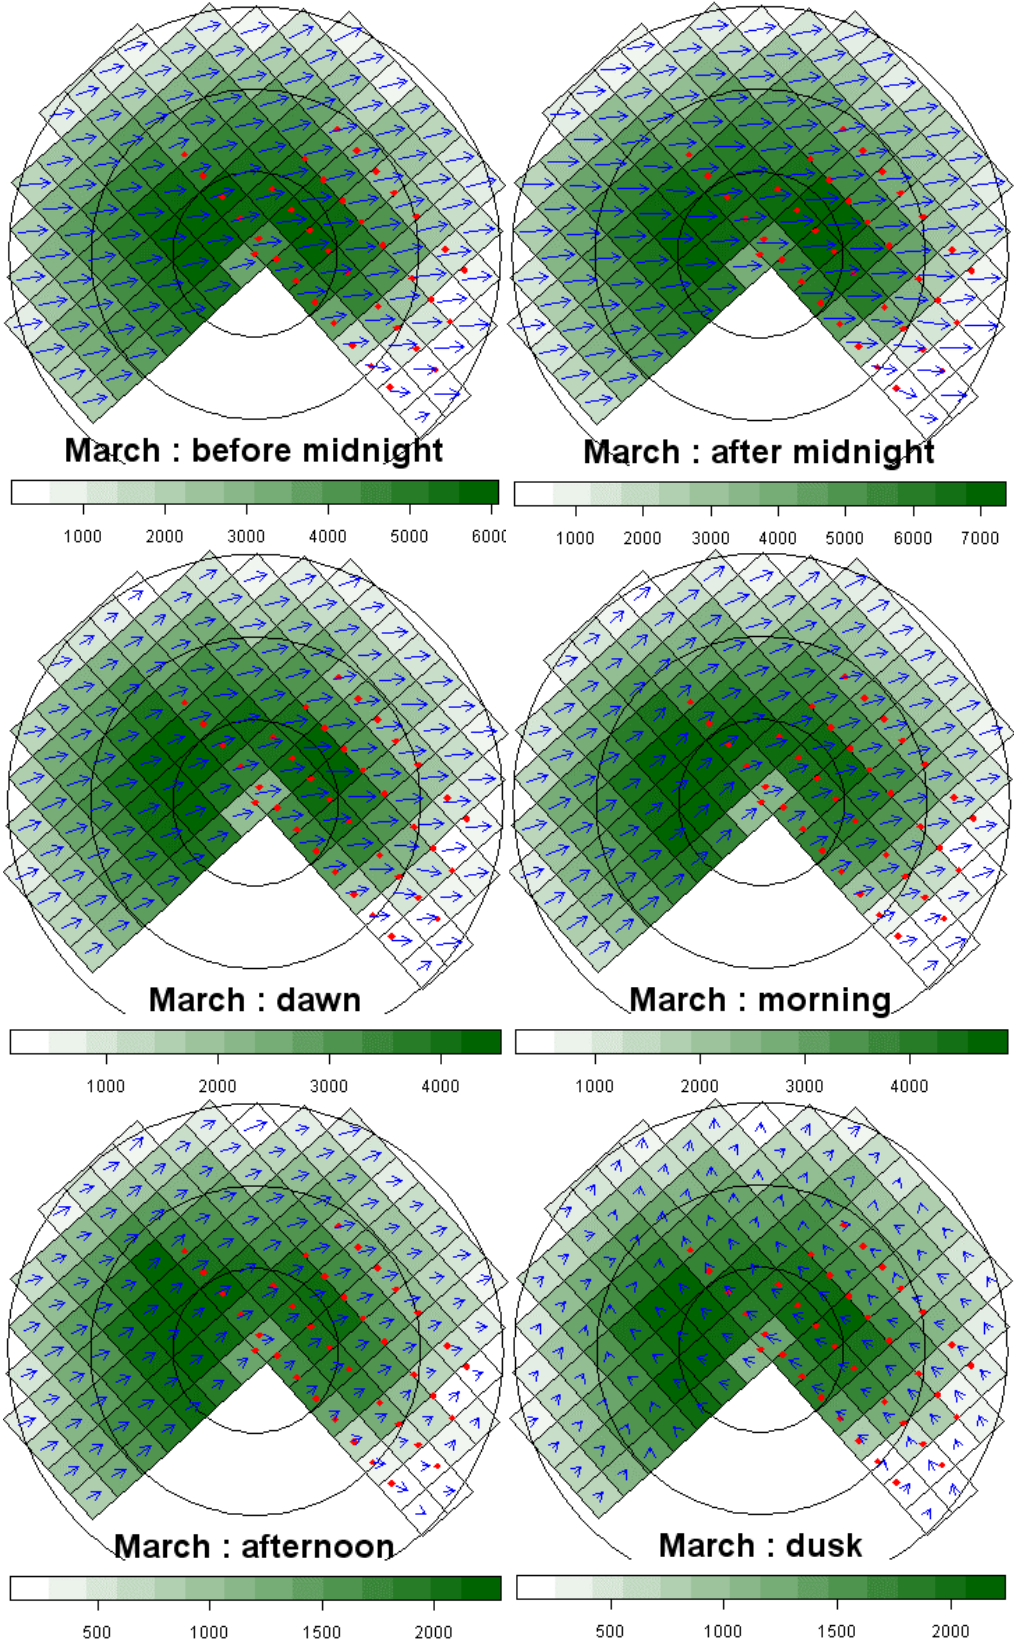 March : before midnight
March : after midnight
1000 2000 3000 4000 5000 600
1000 2000 3000 4000 5000 6000 7000
March : dawn
March : morning
1000 2000 3000 4000
1000 2000 3000 4000
March : afternoon
March : dusk
500 1000 1500 2000
500 1000 1500 2000